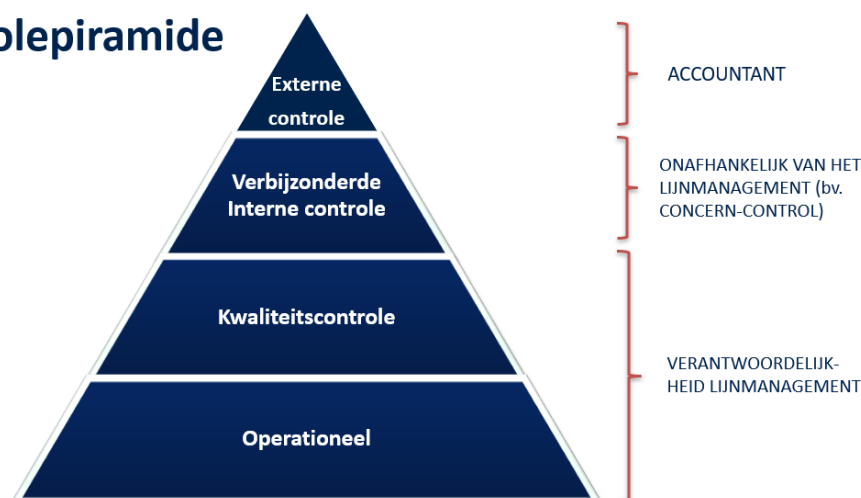 olepiramide
Externe
controle
ACCOUNTANT
Verbijzonderde
Interne controle
ONAFHANKELIJK VAN HET
LIJNMANAGEMENT (bv.
CONCERN-CONTROL)
Kwaliteitscontrole
VERANTWOORDELIJK-
HEID LIJNMANAGEMENT
Operationeel